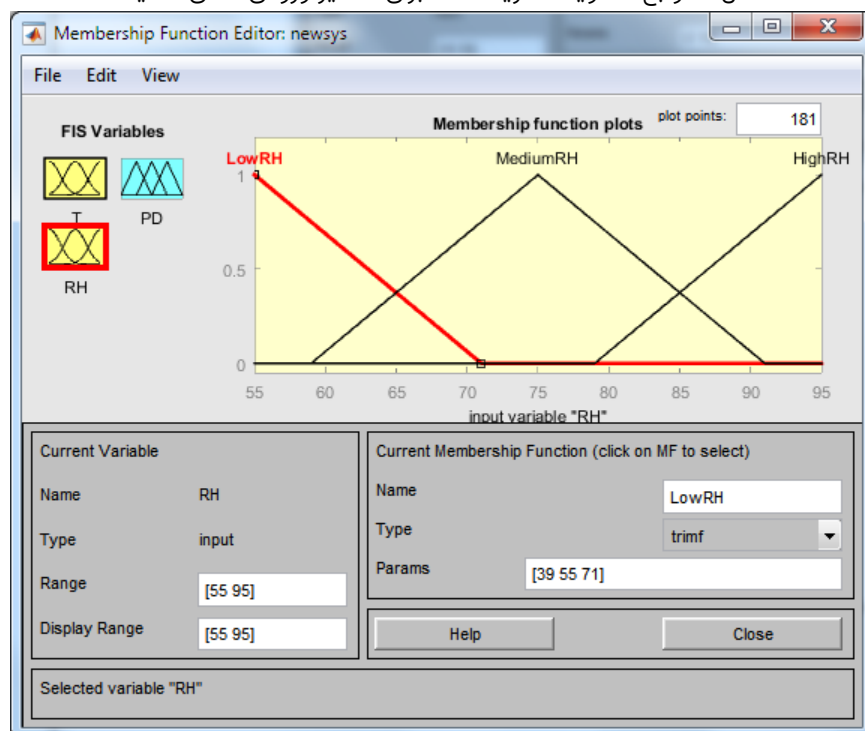 Membership Function Editor: newsys
File Edit View
FIS Variables
T
PD
RH
Membership function plots
plot points:
181
LowRH
MediumRH
HighRH
1
0.5
0
55 60 65 70 75 80 85 90 95
input variable "RH"
Current Variable
Name RH
Type input
Range [55 95]
Display Range [55 95]
Current Membership Function (click on MF to select)
Name LowRH
Type trimf
Params [39 55 71]
Help
Close
Selected variable "RH"